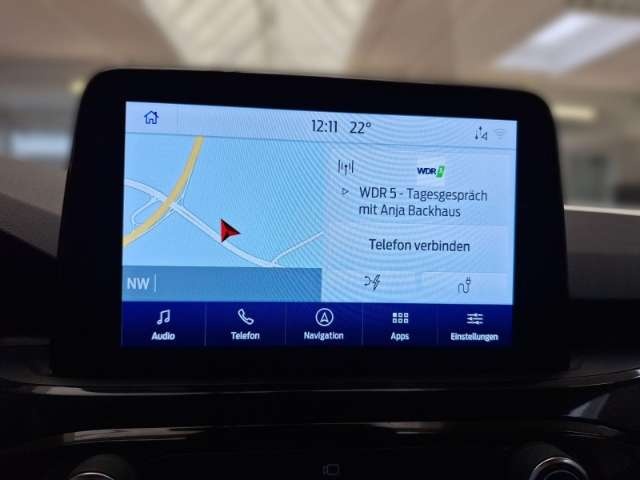 12:11 22°
WDR 5
WDR 5 - Tagesgespräch
mit Anja Backhaus
Telefon verbinden
NW
Audio
Telefon
Navigation
Apps
Einstellungen